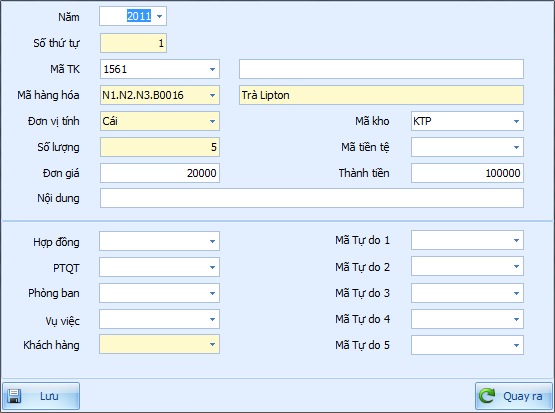 Năm 2011
Số thứ tự 1
Mã TK 1561
Mã hàng hóa N1.N2.N3.B0016 Trà Lipton
Đơn vị tính Cái Mã kho KTP
Số lượng 5 Mã tiền tệ
Đơn giá 20000 Thành tiền 100000
Nội dung
Hợp đồng Mã Tự do 1
PTQT Mã Tự do 2
Phòng ban Mã Tự do 3
Vụ việc Mã Tự do 4
Khách hàng Mã Tự do 5
Lưu Quay ra